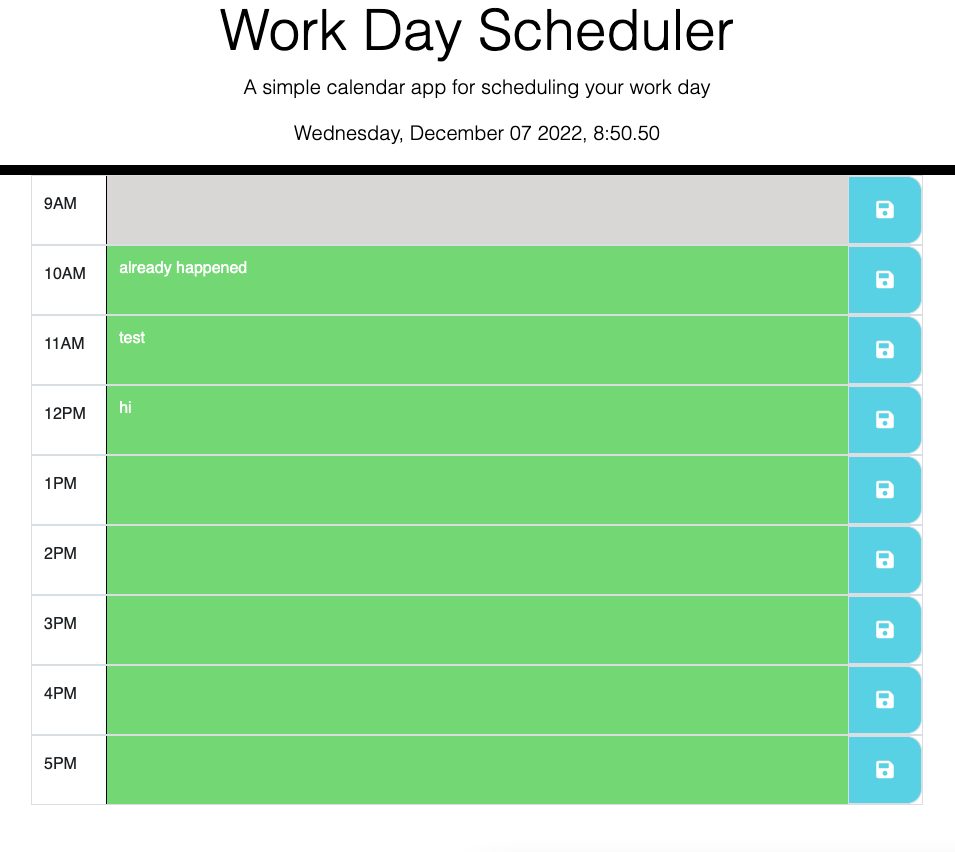 Work Day Scheduler
A simple calendar app for scheduling your work day
Wednesday, December 07 2022, 8:50.50
9AM
10AM already happened
11AM test
12PM hi
1PM
2PM
3PM
4PM
5PM